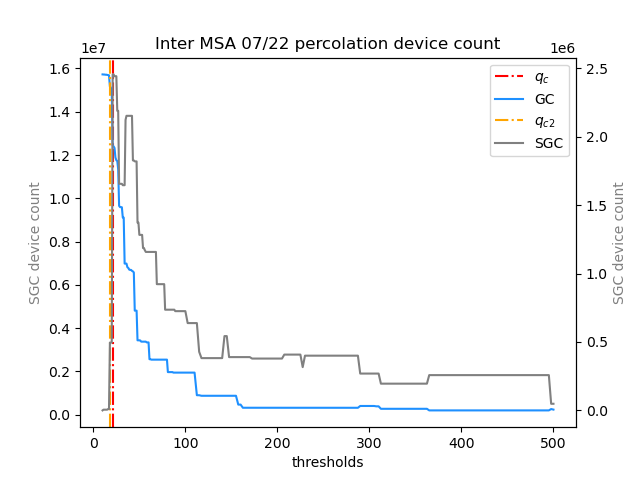 Inter MSA 07/22 percolation device count
1e7
1e6
1.6
1.4
1.2
1.0
0.8
0.6
0.4
0.2
0.0
SGC device count
q_c
GC
q_c2
SGC
2.5
2.0
1.5
1.0
0.5
0.0
SGC device count
0
100
200
300
400
500
thresholds